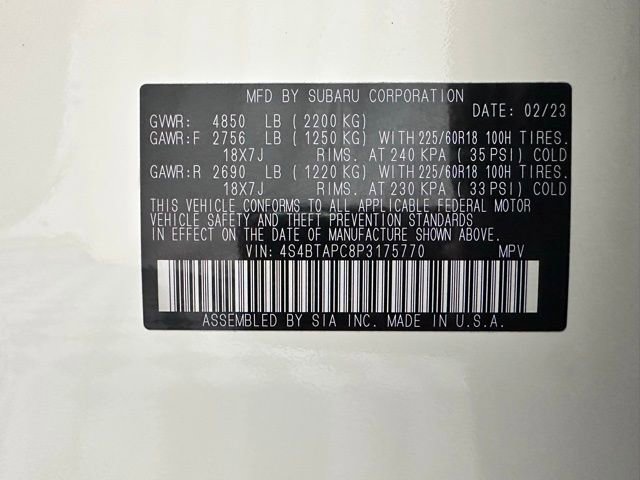 MFD BY SUBARU CORPORATION
DATE: 02/23
GVWR: 4850 LB (2200 KG)
GAWR:F 2756 LB (1250 KG) WITH 225/60R18 100H TIRES.
18X7J RIMS. AT 240 KPA (35 PSI) COLD
GAWR:R 2690 LB (1220 KG) WITH 225/60R18 100H TIRES.
18X7J RIMS. AT 230 KPA (33 PSI) COLD
THIS VEHICLE CONFORMS TO ALL APPLICABLE FEDERAL MOTOR
VEHICLE SAFETY AND THEFT PREVENTION STANDARDS
IN EFFECT ON THE DATE OF MANUFACTURE SHOWN ABOVE.
VIN: 4S4BTAPC8P3175770 MPV
ASSEMBLED BY SIA INC. MADE IN U.S.A.